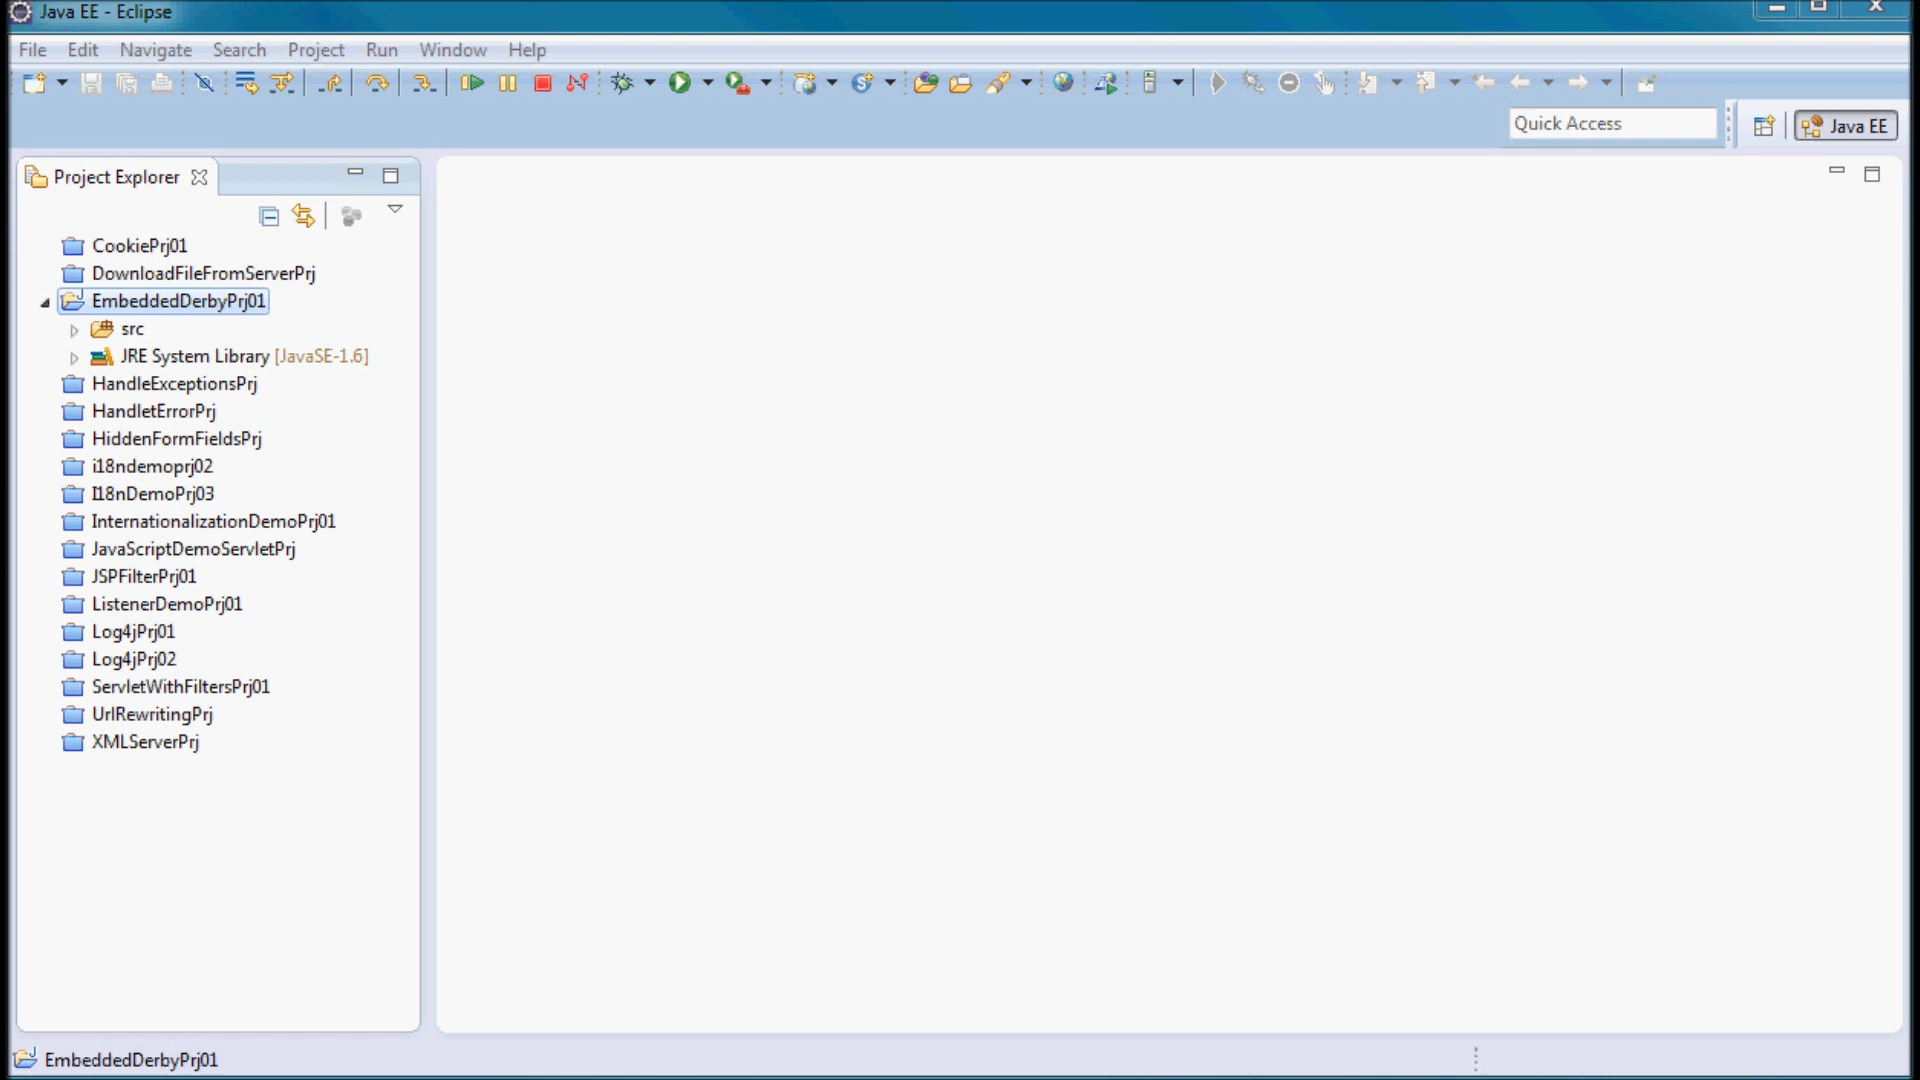 Java EE - Eclipse
File Edit Navigate Search Project Run Window Help
Quick Access
Java EE
Project Explorer
CookiePrj01
DownloadFileFromServerPrj
EmbeddedDerbyPrj01
src
JRE System Library [JavaSE-1.6]
HandleExceptionsPrj
HandletErrorPrj
HiddenFormFieldsPrj
i18ndemoprj02
I18nDemoPrj03
InternationalizationDemoPrj01
JavaScriptDemoServletPrj
JSPFilterPrj01
ListenerDemoPrj01
Log4jPrj01
Log4jPrj02
ServletWithFiltersPrj01
UrlRewritingPrj
XMLServerPrj
EmbeddedDerbyPrj01